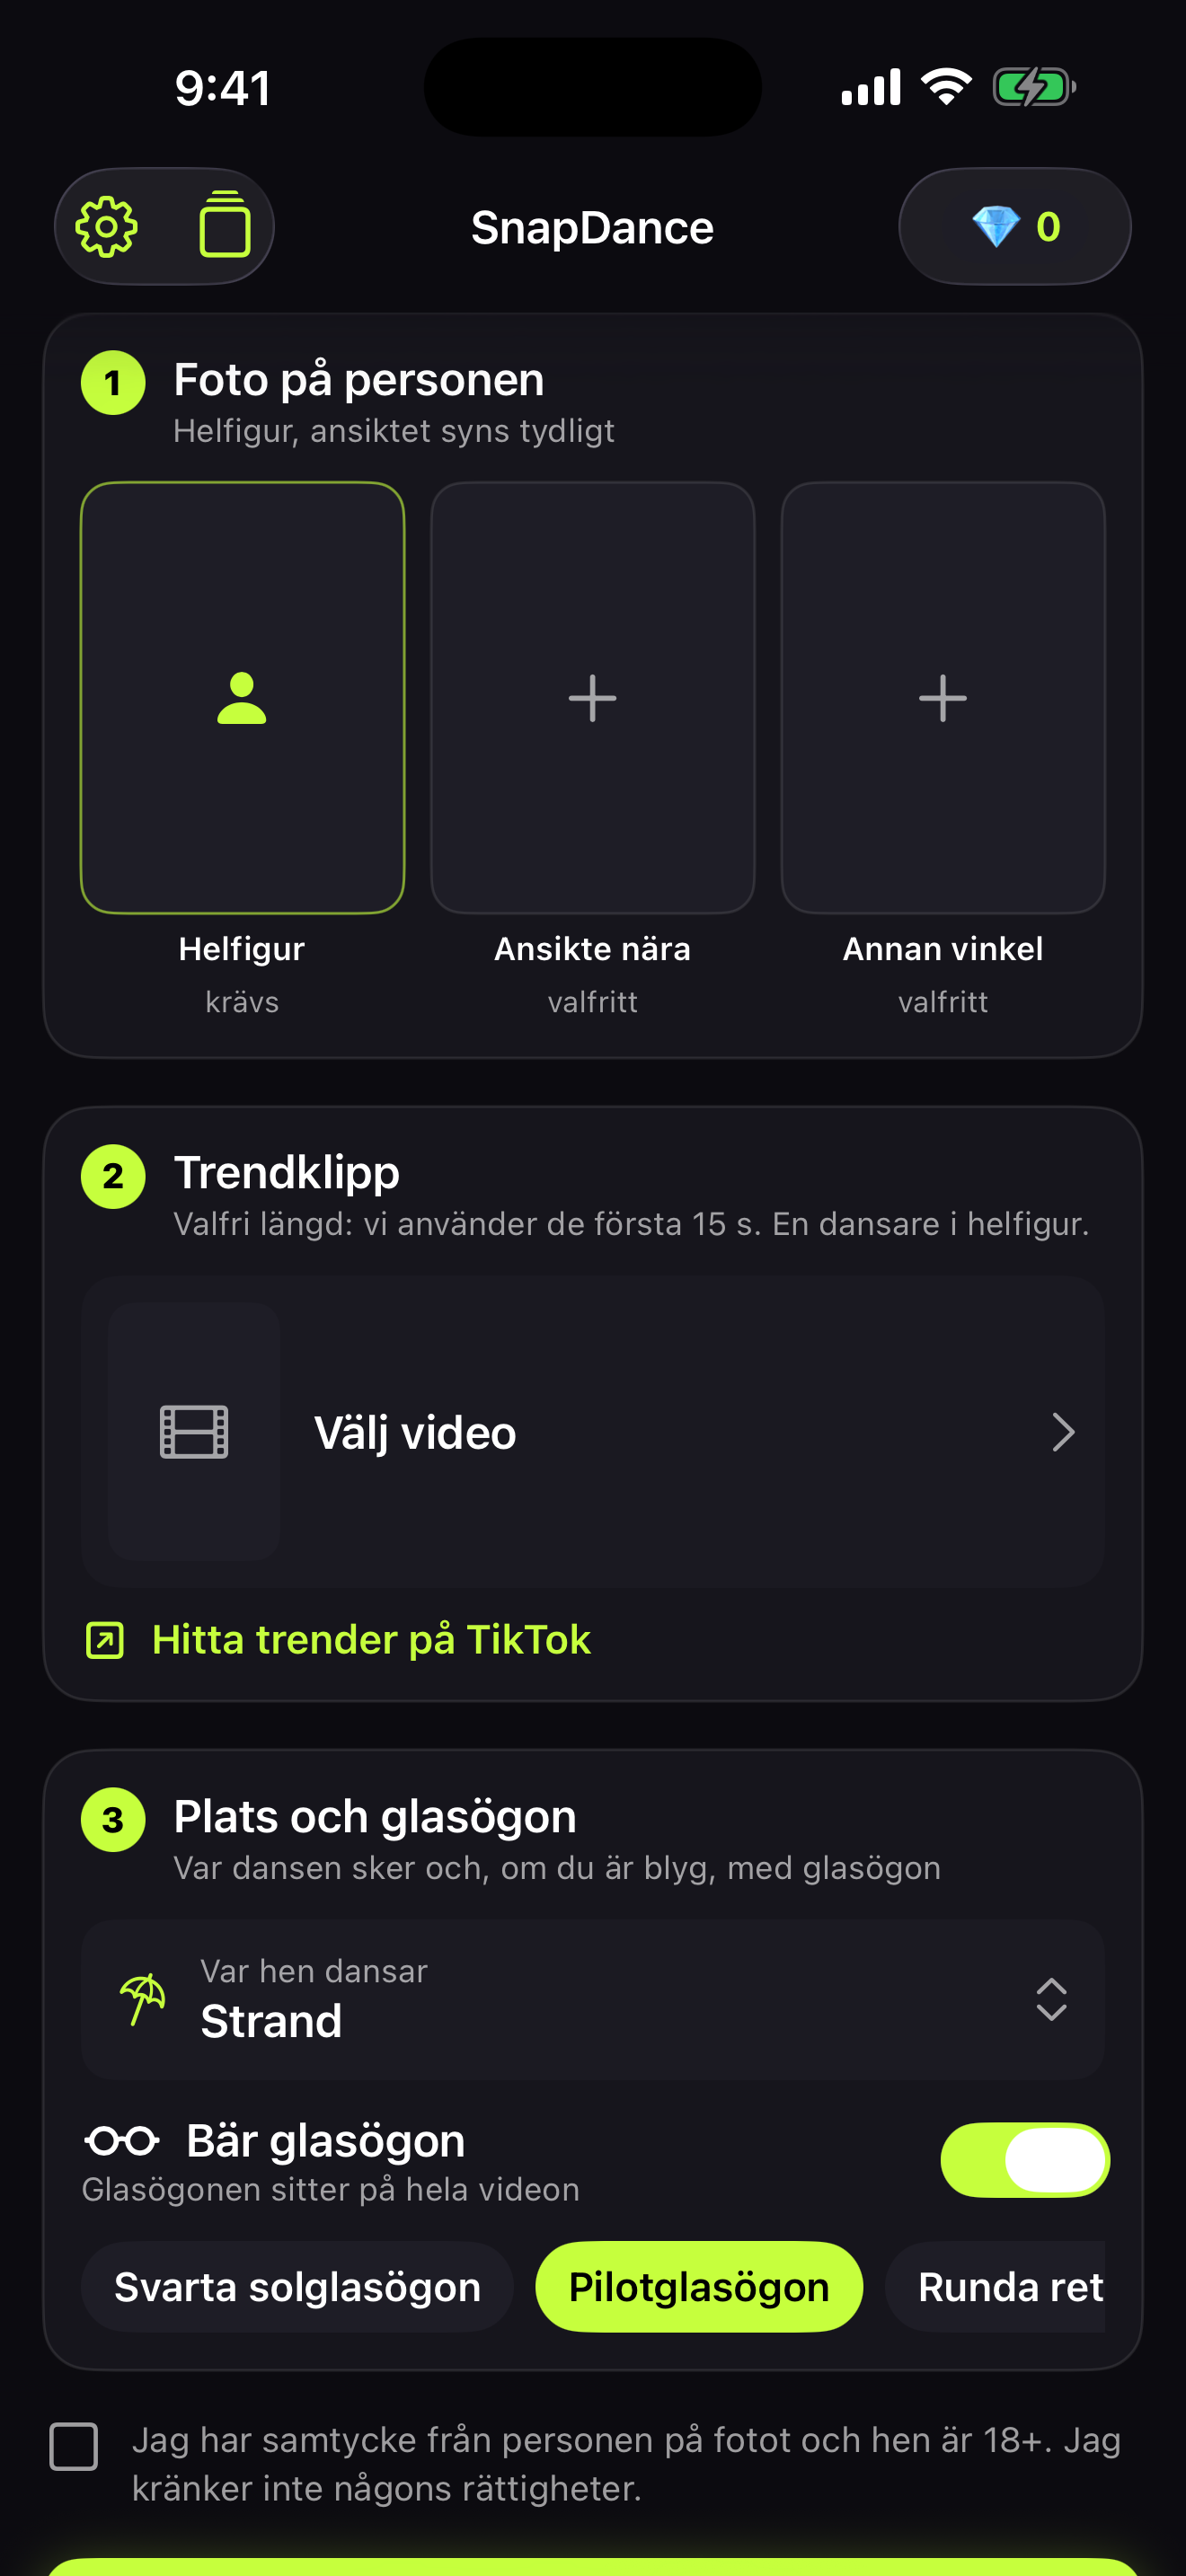 9:41
SnapDance
0
1
Foto på personen
Helfigur, ansiktet syns tydligt
Helfigur
Ansikte nära
Annan vinkel
krävs
valfritt
valfritt
2
Trendklipp
Valfri längd: vi använder de första 15 s. En dansare i helfigur.
Välj video
Hitta trender på TikTok
3
Plats och glasögon
Var dansen sker och, om du är blyg, med glasögon
Var hen dansar
Strand
Bär glasögon
Glasögonen sitter på hela videon
Svarta solglasögon
Pilotglasögon
Runda ret
Jag har samtycke från personen på fotot och hen är 18+. Jag
kränker inte någons rättigheter.